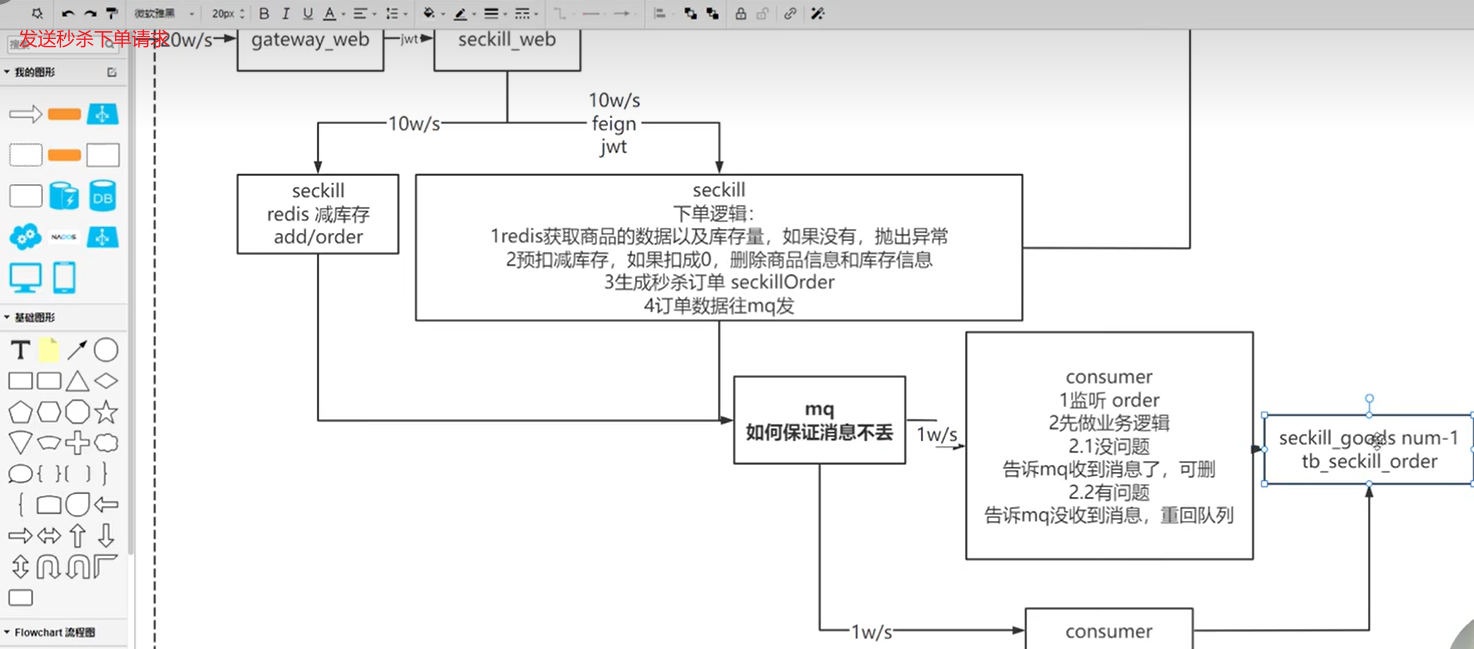 微软雅黑
20px
B I U A
发送秒杀下单请求
20w/s
gateway_web
jwt
seckill_web
我的图形
10w/s
10w/s
feign
jwt
seckill
redis 减库存
add/order
seckill
下单逻辑：
1redis获取商品的数据以及库存量，如果没有，抛出异常
2预扣减库存，如果扣成0，删除商品信息和库存信息
3生成秒杀订单 seckillOrder
4订单数据往mq发
DB
NACOS
基础图形
T
mq
如何保证消息不丢
1w/s
consumer
1监听 order
2先做业务逻辑
2.1没问题
告诉mq收到消息了，可删
2.2有问题
告诉mq没收到消息，重回队列
seckill_goods num-1
tb_seckill_order
1w/s
consumer
Flowchart 流程图